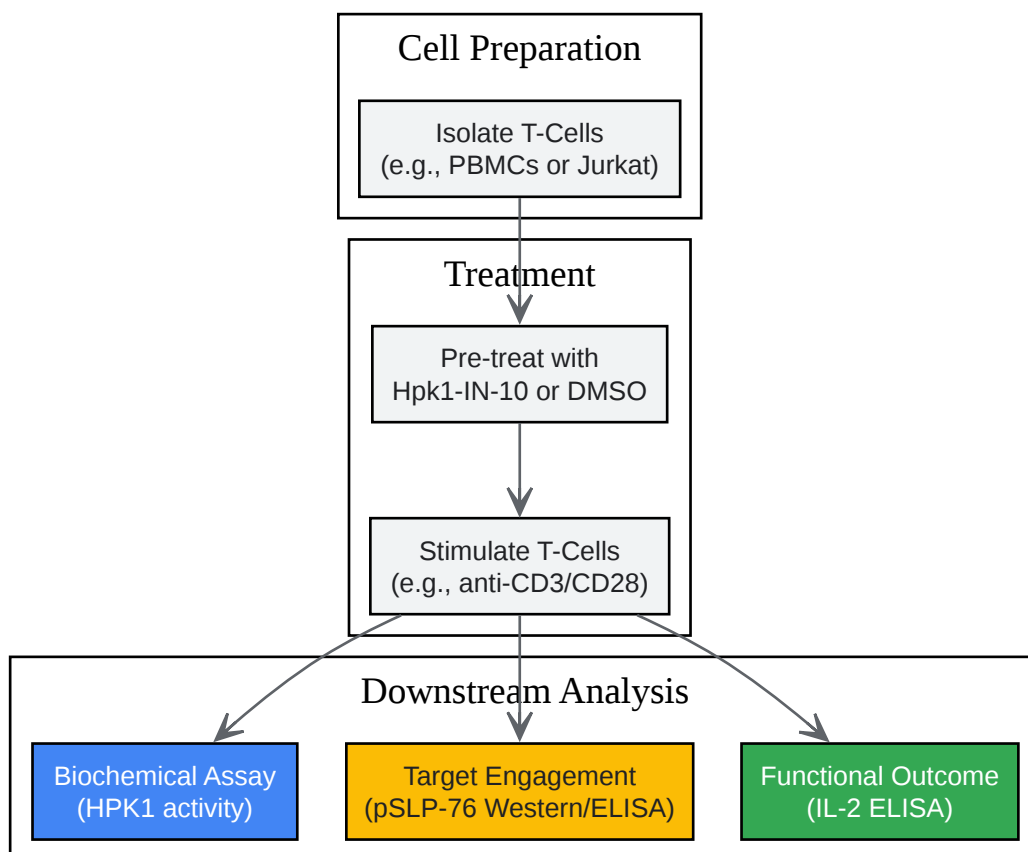 Cell Preparation
Isolate T-Cells
(e.g., PBMCs or Jurkat)
Treatment
Pre-treat with
Hpk1-IN-10 or DMSO
Stimulate T-Cells
(e.g., anti-CD3/CD28)
Downstream Analysis
Biochemical Assay
(HPK1 activity)
Target Engagement
(pSLP-76 Western/ELISA)
Functional Outcome
(IL-2 ELISA)